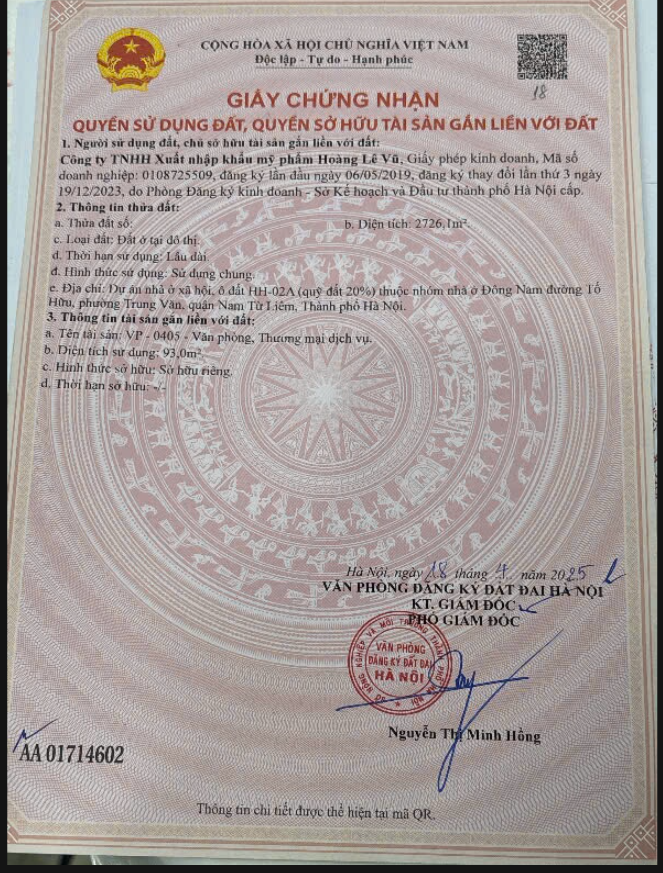 CỘNG HÒA XÃ HỘI CHỦ NGHĨA VIỆT NAM
Độc lập - Tự do - Hạnh phúc
18
GIẤY CHỨNG NHẬN
QUYỀN SỬ DỤNG ĐẤT, QUYỀN SỞ HỮU TÀI SẢN GẮN LIỀN VỚI ĐẤT
1. Người sử dụng đất, chủ sở hữu tài sản gắn liền với đất:
Công ty TNHH Xuất nhập khẩu mỹ phẩm Hoàng Lê Vũ, Giấy phép kinh doanh, Mã số
doanh nghiệp: 0108725509, đăng ký lần đầu ngày 06/05/2019, đăng ký thay đổi lần thứ 3 ngày
19/12/2023, do Phòng Đăng ký kinh doanh - Sở Kế hoạch và Đầu tư thành phố Hà Nội cấp.
2. Thông tin thửa đất:
a. Thửa đất số:
b. Diện tích: 2726,1m².
c. Loại đất: Đất ở tại đô thị.
d. Thời hạn sử dụng: Lâu dài.
đ. Hình thức sử dụng: Sử dụng chung.
e. Địa chỉ: Dự án nhà ở xã hội, ô đất HH-02A (quỹ đất 20%) thuộc nhóm nhà ở Đông Nam đường Tố
Hữu, phường Trung Văn, quận Nam Từ Liêm, Thành phố Hà Nội.
3. Thông tin tài sản gắn liền với đất:
a. Tên tài sản: VP - 0405 - Văn phòng, Thương mại dịch vụ.
b. Diện tích sử dụng: 93,0m².
c. Hình thức sở hữu: Sở hữu riêng.
d. Thời hạn sở hữu: -/-
Hà Nội, ngày 18 tháng 4 năm 2025
VĂN PHÒNG ĐĂNG KÝ ĐẤT ĐAI HÀ NỘI
KT. GIÁM ĐỐC
PHÓ GIÁM ĐỐC
SỞ NÔNG NGHIỆP VÀ MÔI TRƯỜNG THÀNH PHỐ HÀ NỘI
VĂN PHÒNG
ĐĂNG KÝ ĐẤT ĐAI
HÀ NỘI
Nguyễn Thị Minh Hồng
AA 01714602
Thông tin chi tiết được thể hiện tại mã QR.